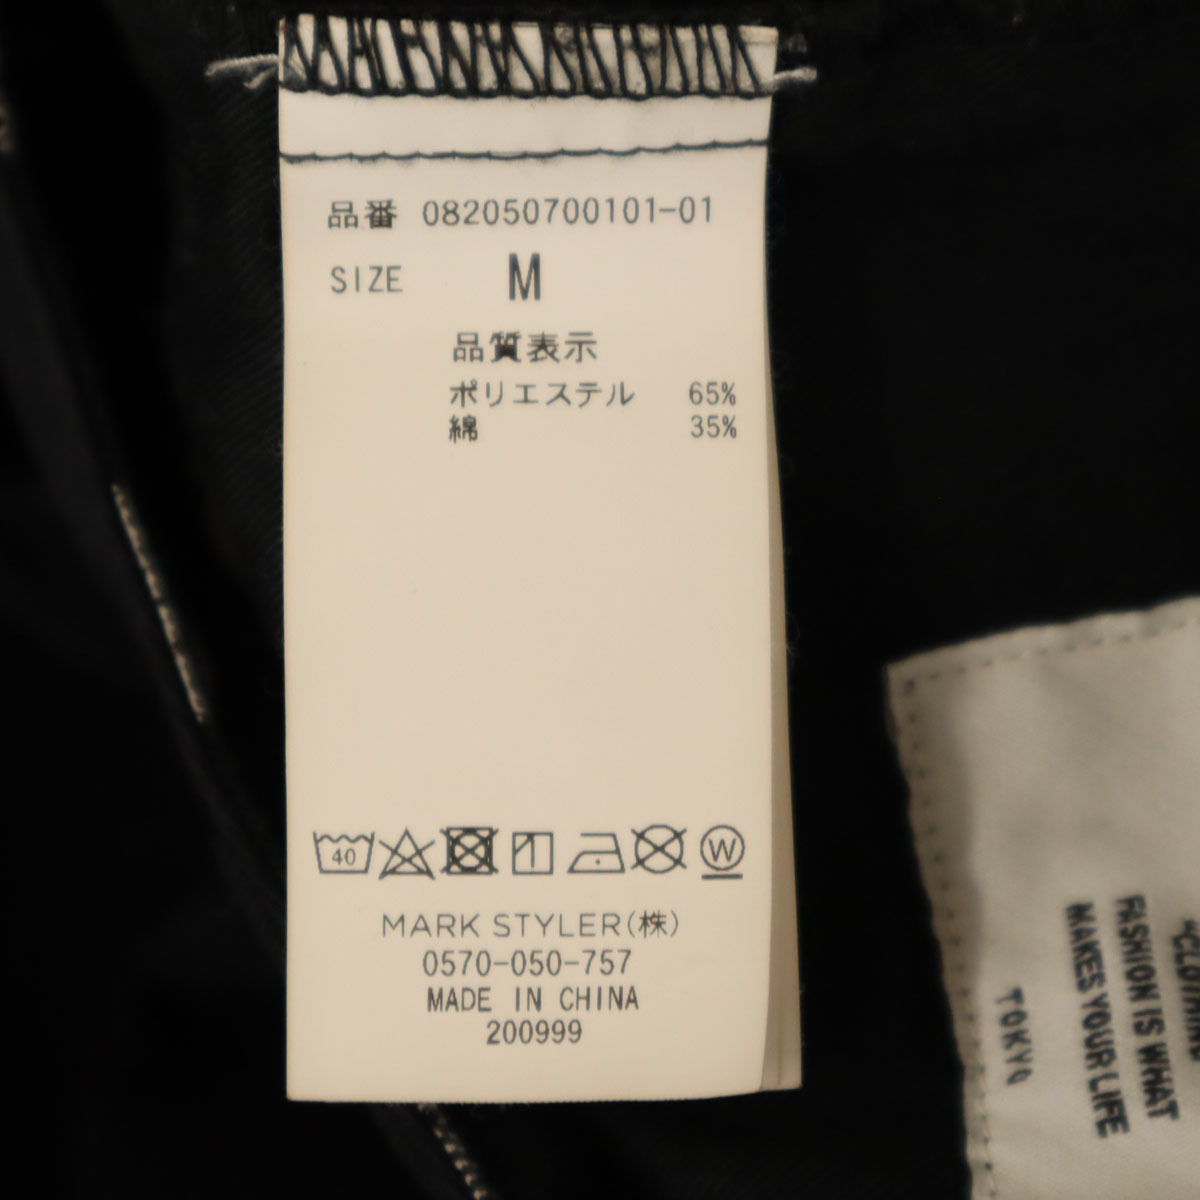 品番 082050700101-01
SIZE M
品質表示
ポリエステル 65%
綿 35%
40
W
MARK STYLER(株)
0570-050-757
MADE IN CHINA
200999
FASHION IS WHAT
MAKES YOUR LIFE
TOKYO